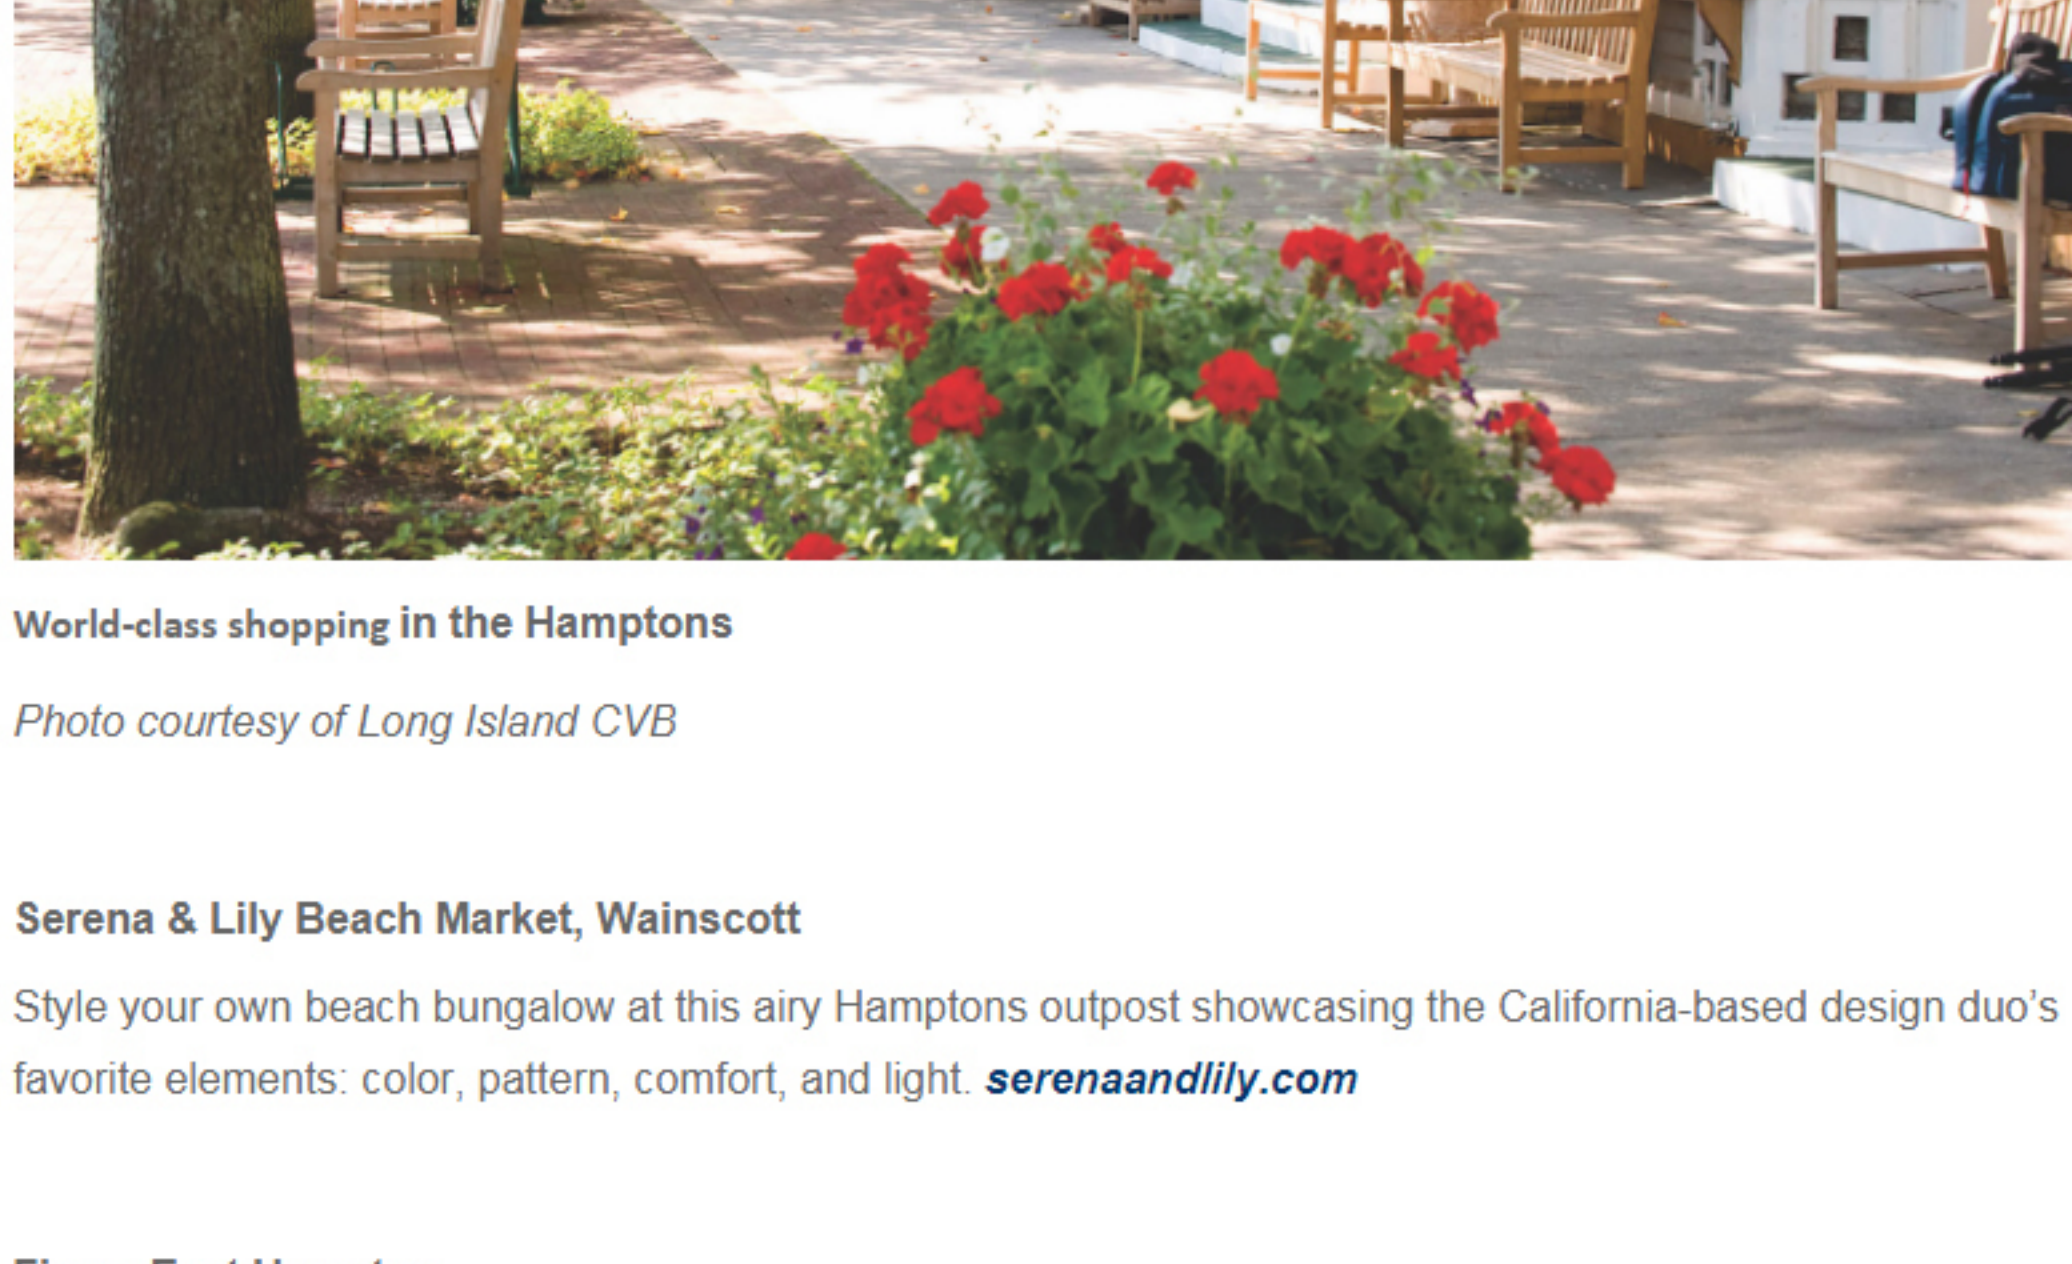 World-class shopping in the Hamptons
Photo courtesy of Long Island CVB
Serena & Lily Beach Market, Wainscott
Style your own beach bungalow at this airy Hamptons outpost showcasing the California-based design duo’s
favorite elements: color, pattern, comfort, and light. serenaandlily.com